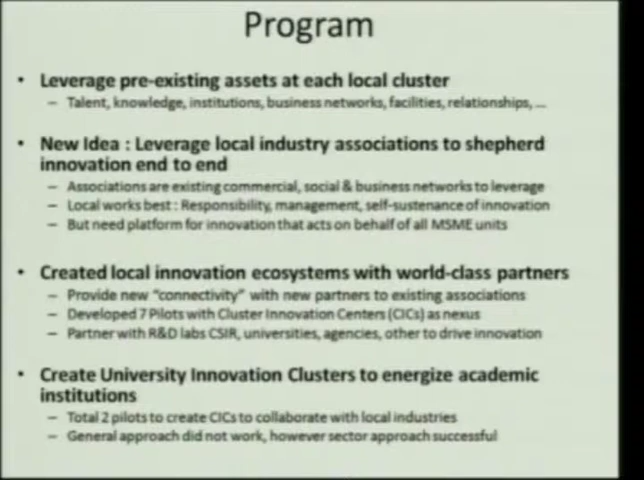 Program
• Leverage pre-existing assets at each local cluster
– Talent, knowledge, institutions, business networks, facilities, relationships, ...
• New Idea : Leverage local industry associations to shepherd
innovation end to end
– Associations are existing commercial, social & business networks to leverage
– Local works best : Responsibility, management, self-sustenance of innovation
– But need platform for innovation that acts on behalf of all MSME units
• Created local innovation ecosystems with world-class partners
– Provide new "connectivity" with new partners to existing associations
– Developed 7 Pilots with Cluster Innovation Centers (CICs) as nexus
– Partner with R&D labs CSIR, universities, agencies, other to drive innovation
• Create University Innovation Clusters to energize academic
institutions
– Total 2 pilots to create CICs to collaborate with local industries
– General approach did not work, however sector approach successful